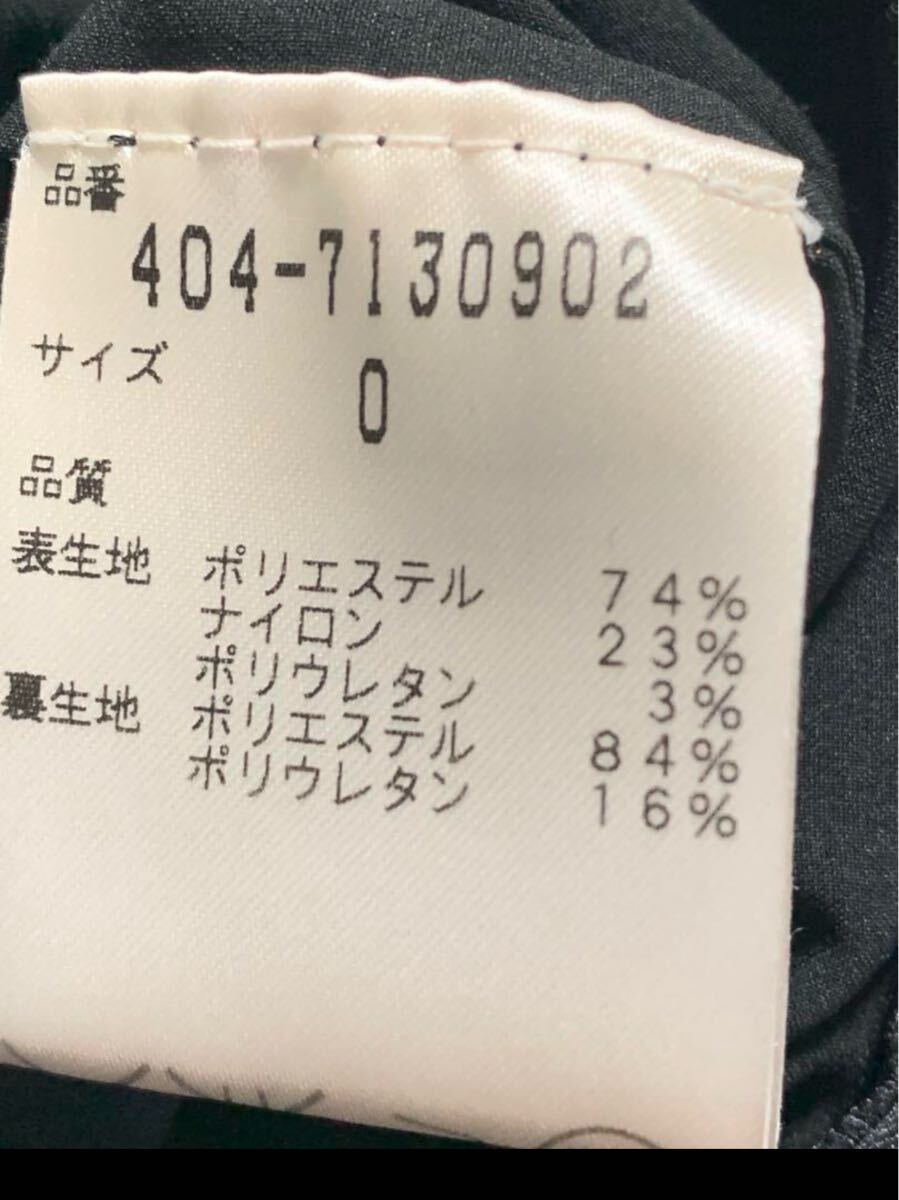 品番
404-7130902
サイズ
0
品質
表生地 ポリエステル 74%
ナイロン 23%
ポリウレタン 3%
裏生地 ポリエステル 84%
ポリウレタン 16%